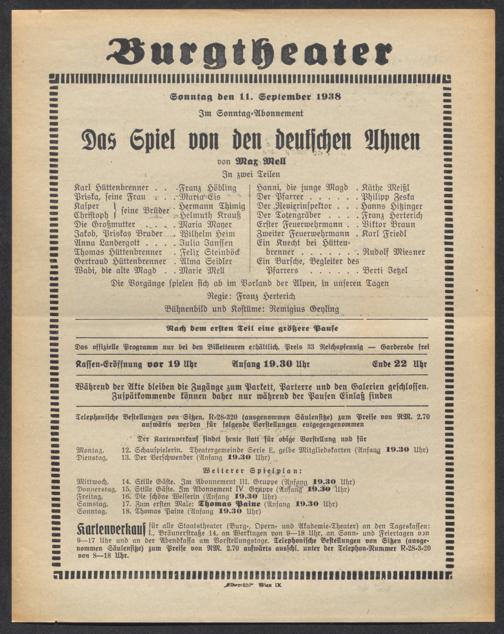 Burgtheater
Sonntag den 11. September 1938
Im Sonntag-Abonnement
Das Spiel von den deutschen Ahnen
von Max Mell
In zwei Teilen
Karl Hüttenbrenner . . . Franz Höbling
Priska, seine Frau . . . Maria Eis
Kaspar } seine Brüder . Hermann Thimig
Christoph } Helmuth Krauß
Die Großmutter . . . . Maria Mayer
Jakob, Priskas Bruder . . Wilhelm Heim
Anna Landergott . . . . Julia Janssen
Thomas Hüttenbrenner . . Felix Steinböck
Gertraud Hüttenbrenner . Alma Seidler
Wabi, die alte Magd . . Marie Mell
Hanni, die junge Magd . Käthe Meißl
Der Pfarrer . . . . . . Philipp Zeska
Der Revierinspektor . . . Hanns Hitzinger
Der Totengräber . . . . Franz Herterich
Erster Feuerwehrmann . . Viktor Braun
Zweiter Feuerwehrmann . Karl Friedl
Ein Knecht bei Hütten-
brenner . . . . . . . Rudolf Miesner
Ein Bursche, Begleiter des
Pfarrers . . . . . . . Berti Jetzel
Die Vorgänge spielen sich ab im Vorland der Alpen, in unseren Tagen
Regie: Franz Herterich
Bühnenbild und Kostüme: Remigius Geyling
Nach dem ersten Teil eine größere Pause
Das offizielle Programm nur bei den Billetteuren erhältlich. Preis 33 Reichspfennig — Garderobe frei
Kassen-Eröffnung vor 19 Uhr Anfang 19.30 Uhr Ende 22 Uhr
Während der Akte bleiben die Zugänge zum Parkett, Parterre und den Galerien geschlossen.
Zuspätkommende können daher nur während der Pausen Einlaß finden
Telephonische Bestellungen von Sitzen, R-28-320 (ausgenommen Säulensitze) zum Preise von RM. 2.70
aufwärts werden für folgende Vorstellungen entgegengenommen
Der Kartenverkauf findet heute statt für obige Vorstellung und für
Montag, 12. Schauspielerin. Theatergemeinde Serie E, gelbe Mitgliedskarten (Anfang 19.30 Uhr)
Dienstag, 13. Der Verschwender (Anfang 19.30 Uhr)
Weiterer Spielplan:
Mittwoch, 14. Stille Gäste. Im Abonnement III. Gruppe (Anfang 19.30 Uhr)
Donnerstag, 15. Stille Gäste. Im Abonnement IV. Gruppe (Anfang 19.30 Uhr)
Freitag, 16. Die schöne Welserin (Anfang 19.30 Uhr)
Samstag, 17. Zum ersten Male: Thomas Paine (Anfang 19.30 Uhr)
Sonntag, 18. Thomas Paine (Anfang 19.30 Uhr)
Kartenverkauf für alle Staatstheater (Burg-, Opern- und Akademie-Theater) an den Tageskassen:
I., Bräunerstraße 14, an Werktagen von 9—18 Uhr, an Sonn- und Feiertagen von
9—17 Uhr und an der Abendkassa am Vorstellungstage. Telephonische Bestellungen von Sitzen (ausge-
nommen Säulensitze) zum Preise von RM. 2.70 aufwärts auschl. unter der Telephon-Nummer R-28-3-20
von 8—18 Uhr.
Wien IX.